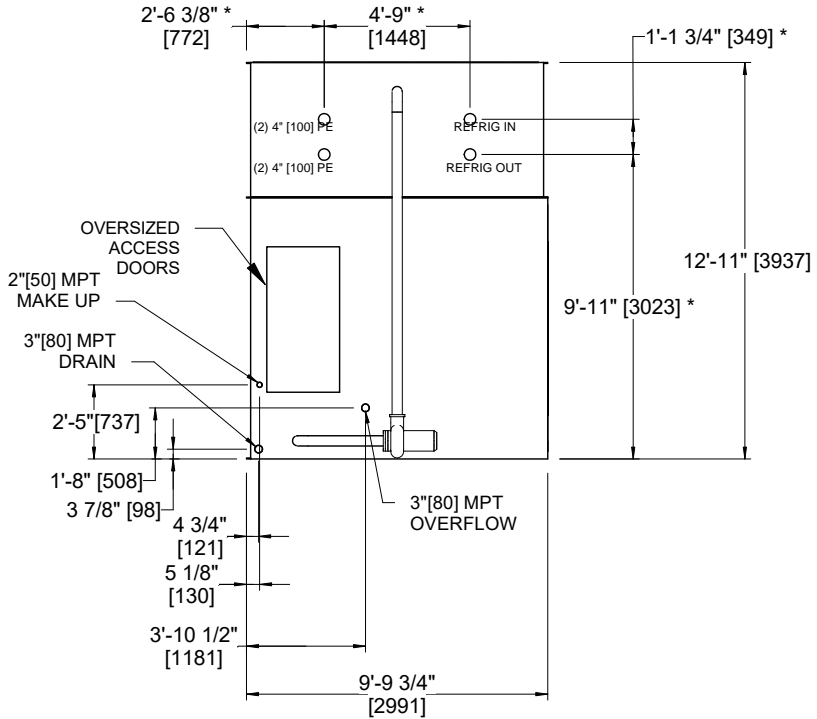 2'-6 3/8" *
[772]
4'-9" *
[1448]
1'-1 3/4" [349] *
(2) 4" [100] PE
REFRIG IN
(2) 4" [100] PE
REFRIG OUT
OVERSIZED
ACCESS
DOORS
2"[50] MPT
MAKE UP
3"[80] MPT
DRAIN
12'-11" [3937]
9'-11" [3023] *
2'-5"[737]
1'-8" [508]
3 7/8" [98]
3"[80] MPT
OVERFLOW
4 3/4"
[121]
5 1/8"
[130]
3'-10 1/2"
[1181]
9'-9 3/4"
[2991]